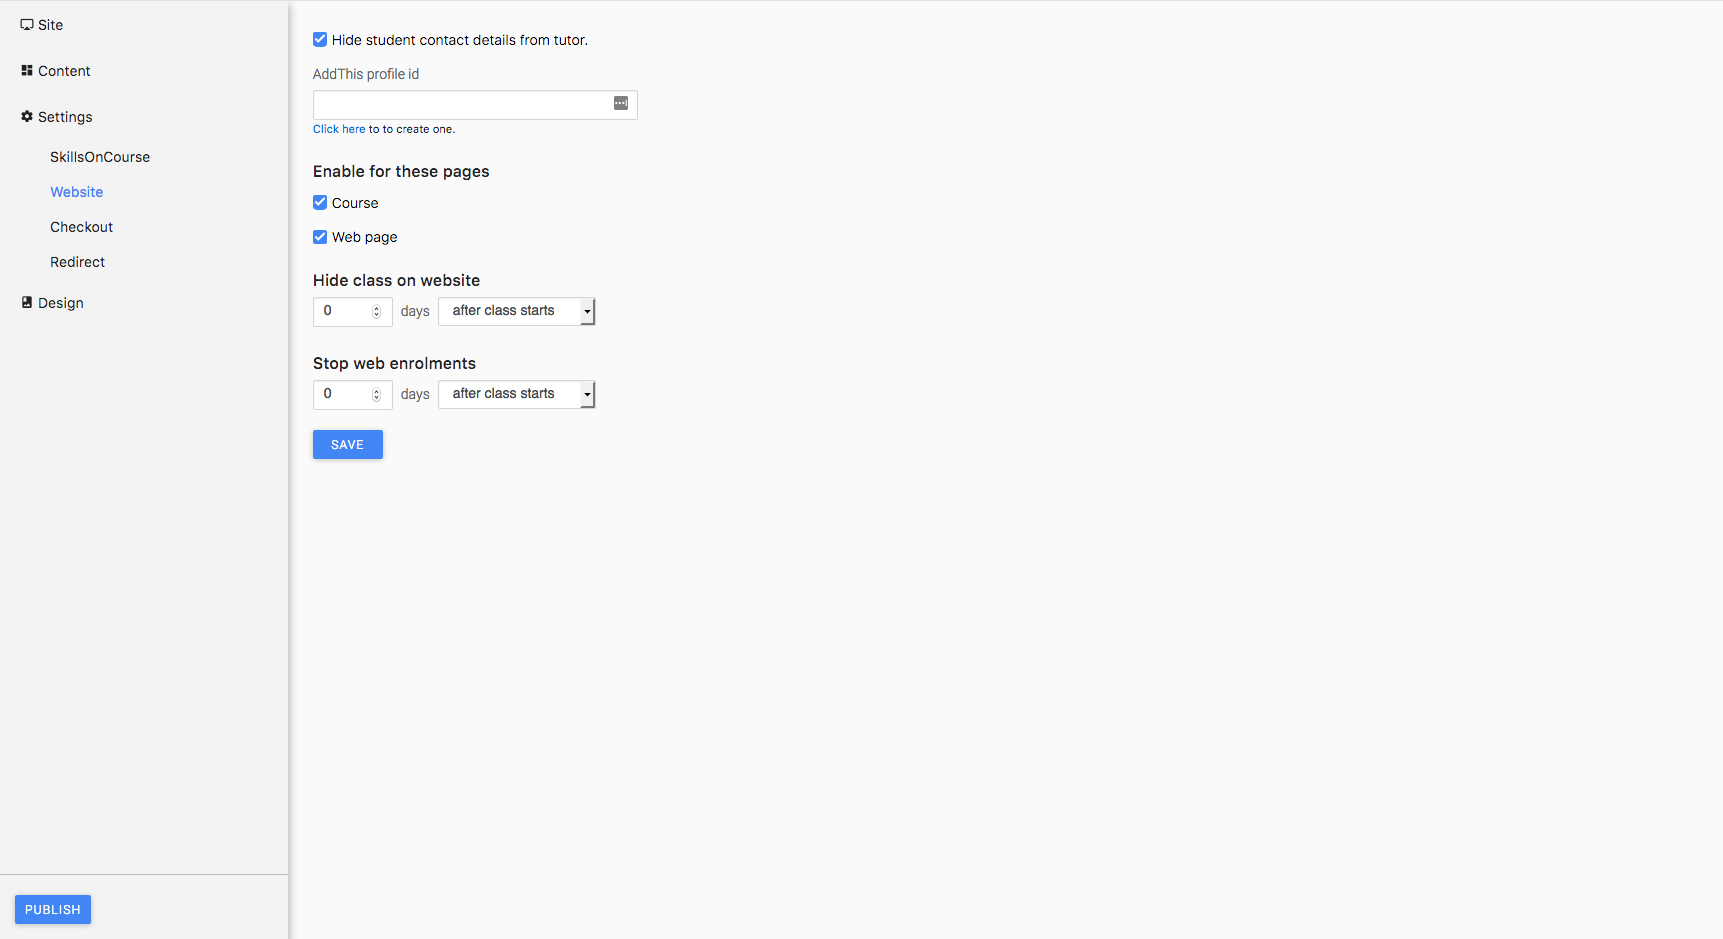 Site
Content
Settings
SkillsOnCourse
Website
Checkout
Redirect
Design
PUBLISH
Hide student contact details from tutor.
AddThis profile id
Click here to to create one.
Enable for these pages
Course
Web page
Hide class on website
0 days after class starts
Stop web enrolments
0 days after class starts
SAVE